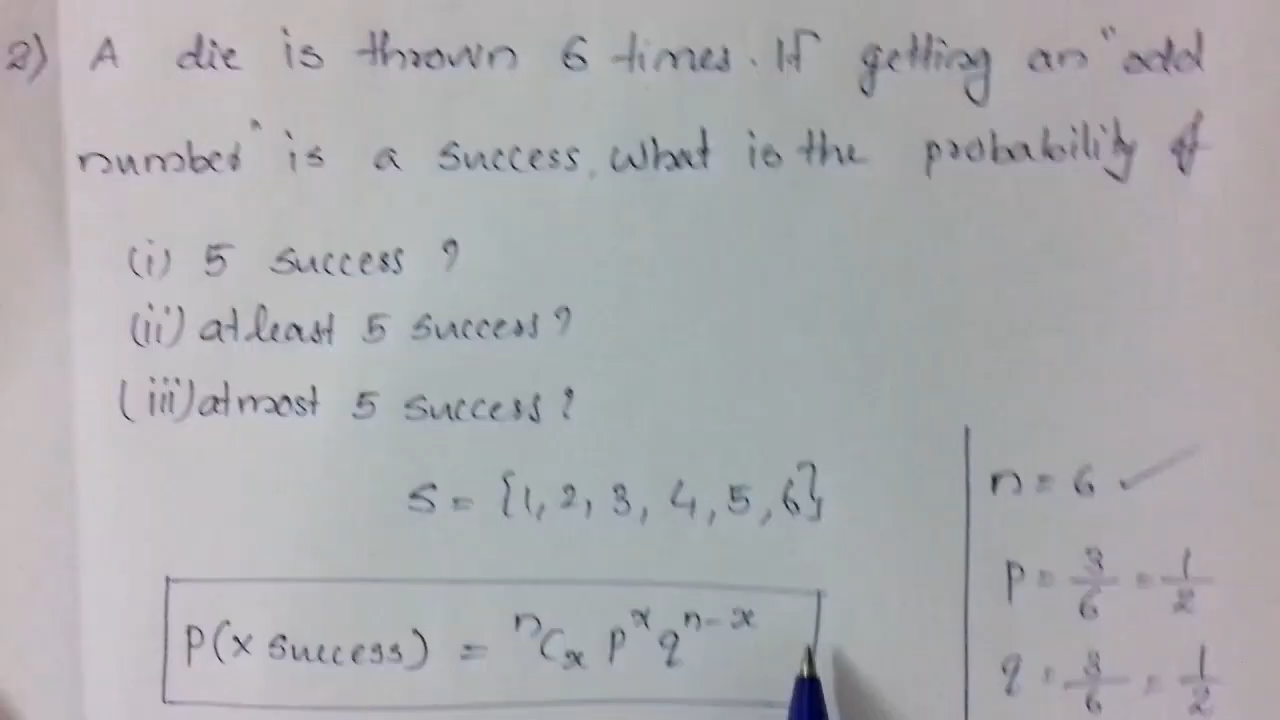 2) A die is thrown 6 times. If getting an "odd
number" is a success, what is the probability of
(i) 5 success ?
(ii) atleast 5 success?
(iii) atmost 5 success?
S = {1, 2, 3, 4, 5, 6}
n = 6 ✓
p = 3/6 = 1/2
P(x success) = ⁿCₓ pˣ qⁿ⁻ˣ
q = 3/6 = 1/2